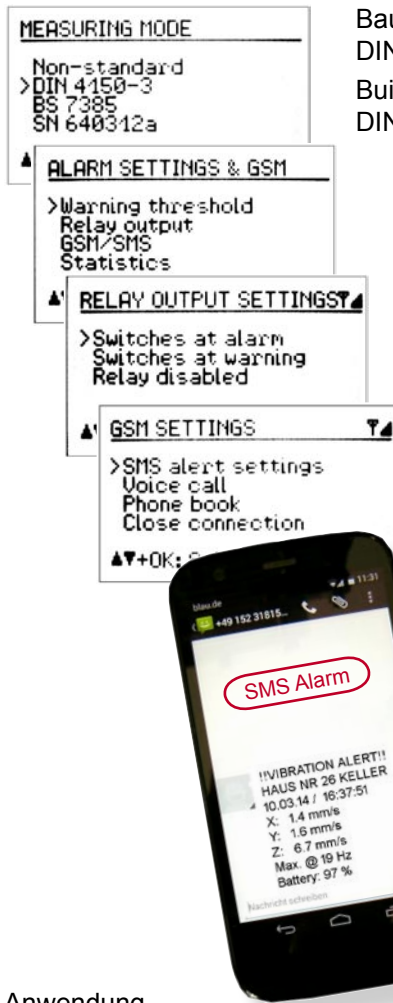 MEASURING MODE
Non-standard
>DIN 4150-3
BS 7385
SN 640312a
ALARM SETTINGS & GSM
>Warning threshold
Relay output
GSM/SMS
Statistics
RELAY OUTPUT SETTINGS
>Switches at alarm
Switches at warning
Relay disabled
GSM SETTINGS
>SMS alert settings
Voice call
Phone book
Close connection
▲▼+OK:
Bau
DIN
Bui
DIN
11:31
blau.de
+49 152 31815...
SMS Alarm
!!VIBRATION ALERT!!
HAUS NR 26 KELLER
10.03.14 / 16:37:51
X: 1.4 mm/s
Y: 1.6 mm/s
Z: 6.7 mm/s
Max. @ 19 Hz
Battery: 97 %
Nachricht schreiben
Anwendung